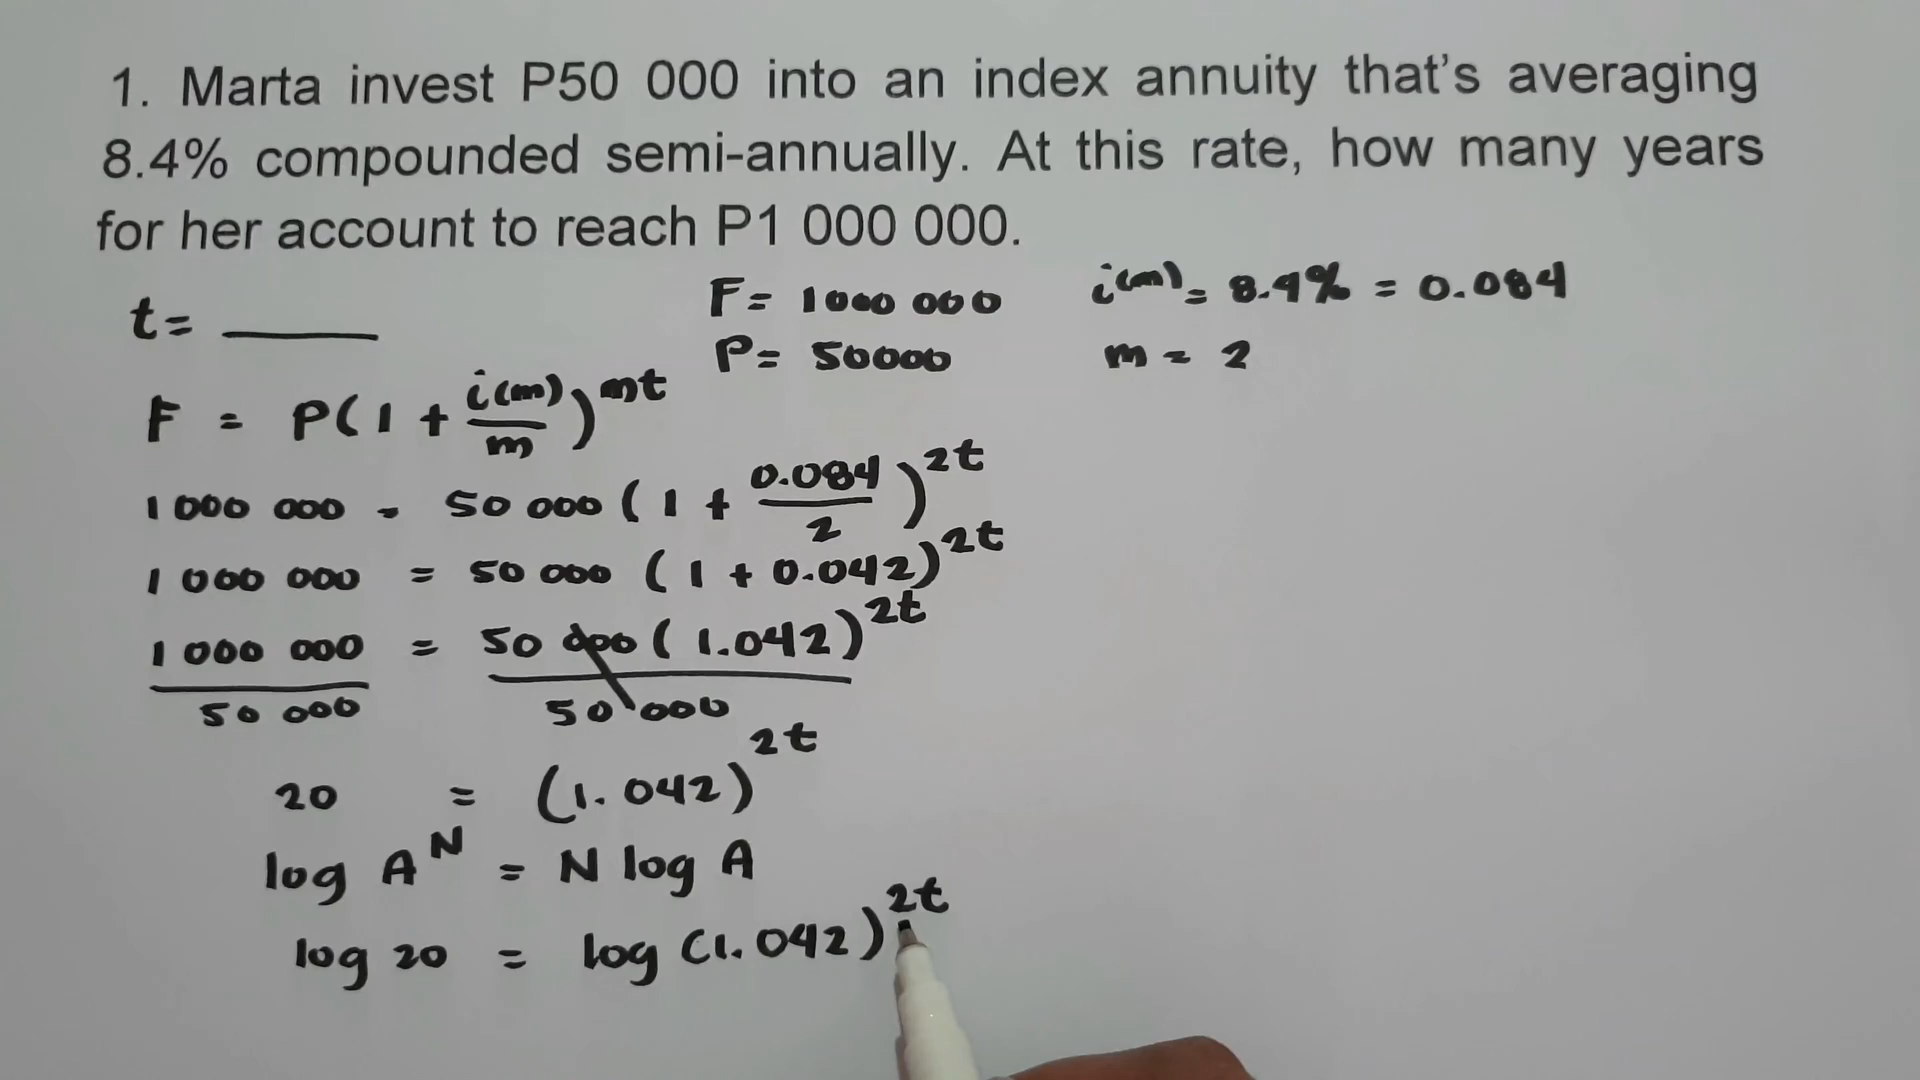 1. Marta invest P50 000 into an index annuity that's averaging
8.4% compounded semi-annually. At this rate, how many years
for her account to reach P1 000 000.
t= ____
F= 1000 000
P= 50000
i(m) = 8.4% = 0.084
m = 2
F = P(1 + i(m)/m)^mt
1 000 000 = 50 000 (1 + 0.084/2)^2t
1 000 000 = 50 000 (1 + 0.042)^2t
1 000 000 = 50 000 (1.042)^2t
50 000 50 000
20 = (1.042)^2t
log A^N = N log A
log 20 = log (1.042)^2t